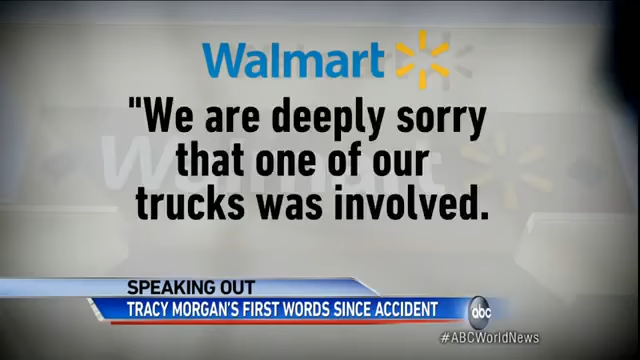 Walmart
"We are deeply sorry
that one of our
trucks was involved.
SPEAKING OUT
TRACY MORGAN'S FIRST WORDS SINCE ACCIDENT
abc
#ABCWorldNews